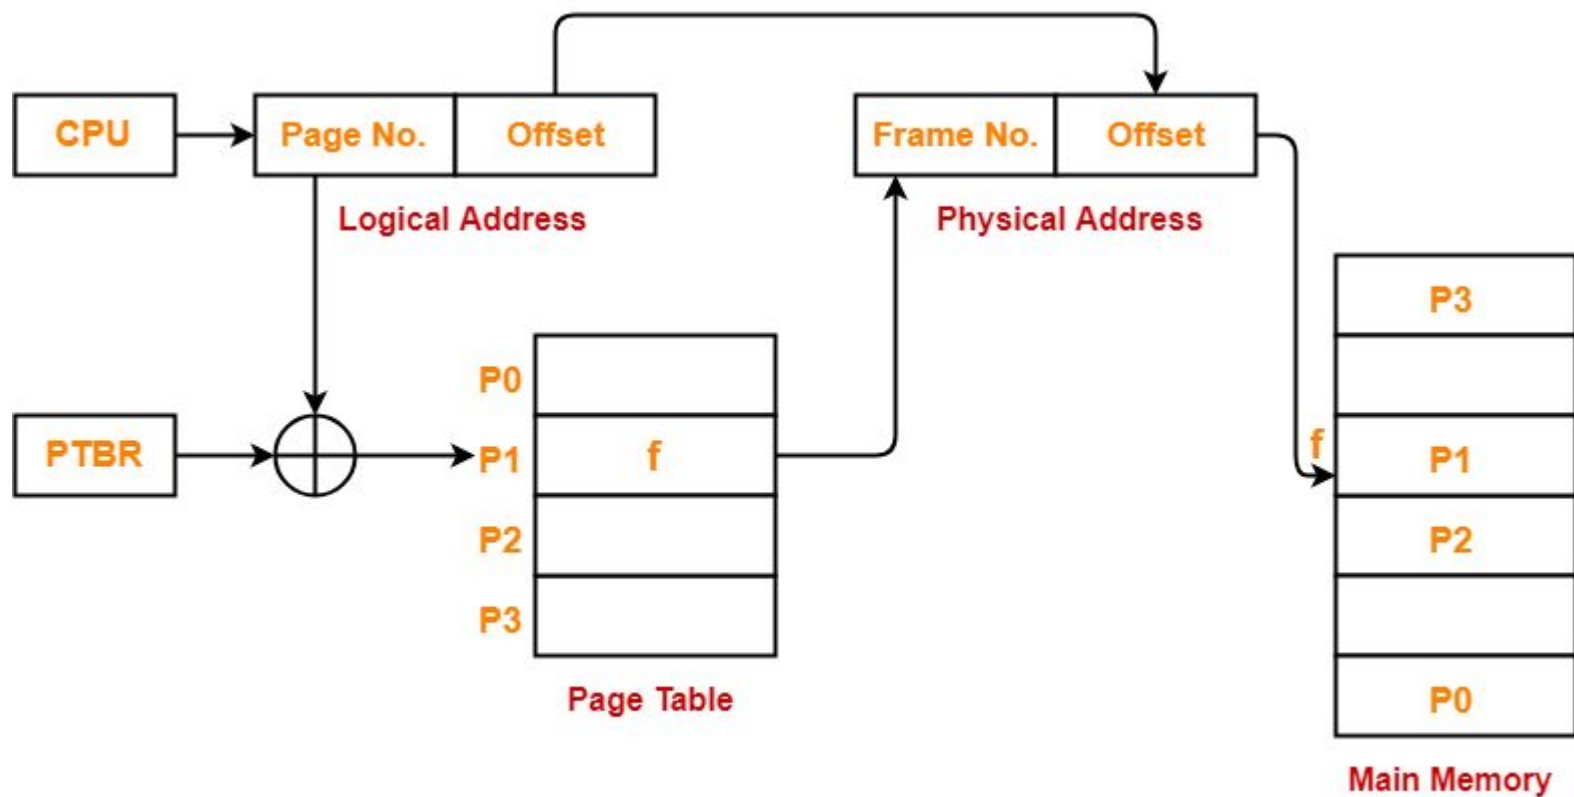 CPU
Page No.
Offset
Frame No.
Offset
Logical Address
Physical Address
P3
P0
PTBR
P1
f
f
P1
P2
P2
P3
P0
Page Table
Main Memory